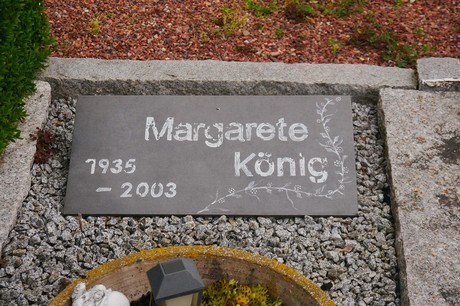 Margarete
1935 König
– 2003